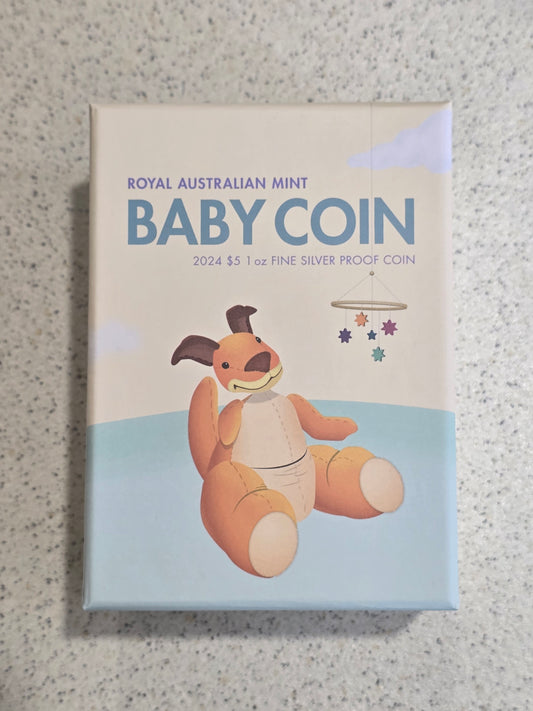 ROYAL AUSTRALIAN MINT
BABY COIN
2024 $5 1 oz FINE SILVER PROOF COIN